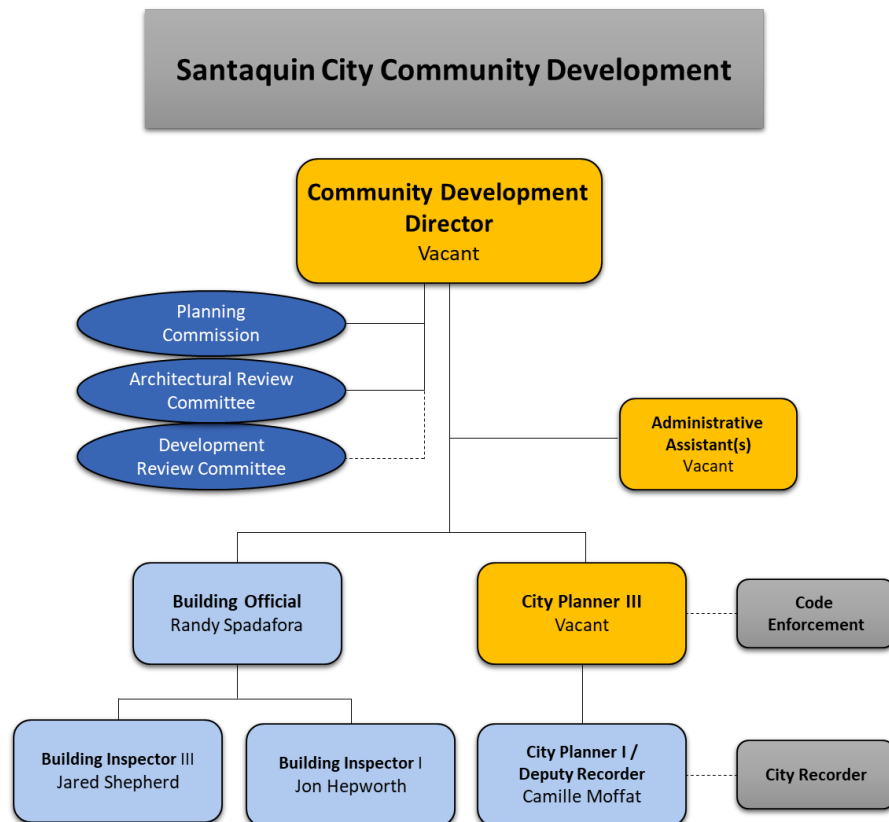 Santaquin City Community Development
Community Development
Director
Vacant
Planning
Commission
Architectural Review
Committee
Development
Review Committee
Administrative
Assistant(s)
Vacant
Building Official
Randy Spadafora
City Planner III
Vacant
Code
Enforcement
Building Inspector III
Jared Shepherd
Building Inspector I
Jon Hepworth
City Planner I /
Deputy Recorder
Camille Moffat
City Recorder